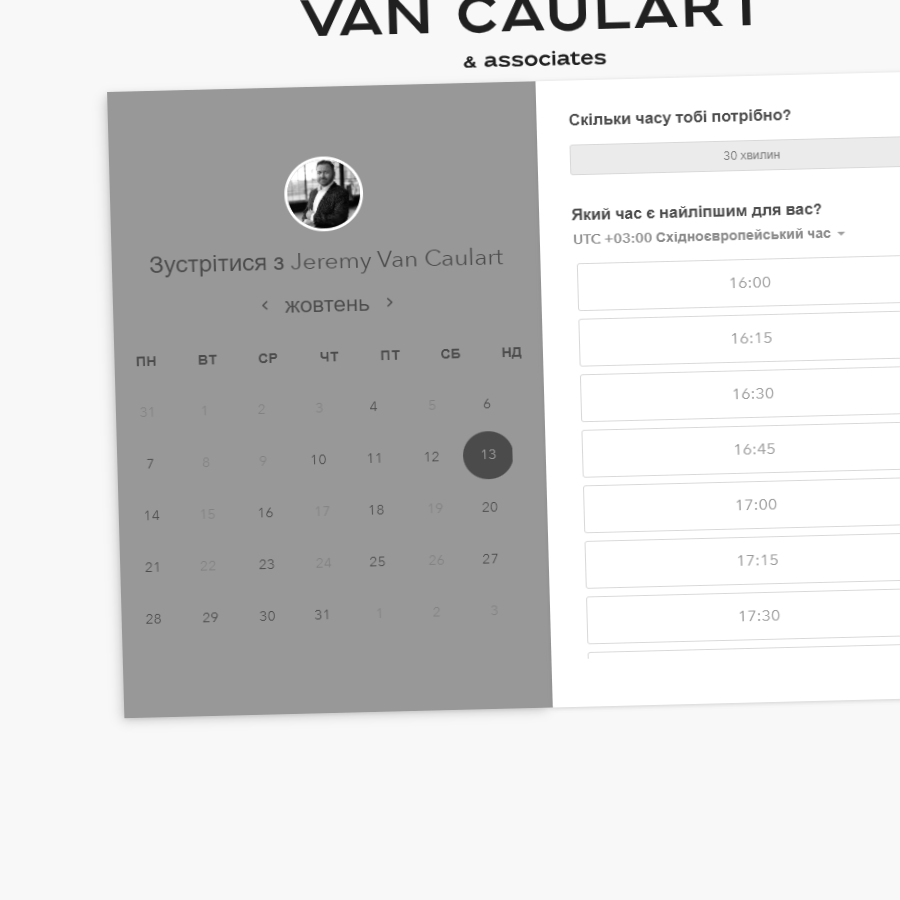 VAN CAULART
& associates
Зустрітися з Jeremy Van Caulart
жовтень
ПН ВТ СР ЧТ ПТ СБ НД
31 1 2 3 4 5 6
7 8 9 10 11 12 13
14 15 16 17 18 19 20
21 22 23 24 25 26 27
28 29 30 31 1 2 3
Скільки часу тобі потрібно?
30 хвилин
Який час є найліпшим для вас?
UTC +03:00 Східноєвропейський час
16:00
16:15
16:30
16:45
17:00
17:15
17:30